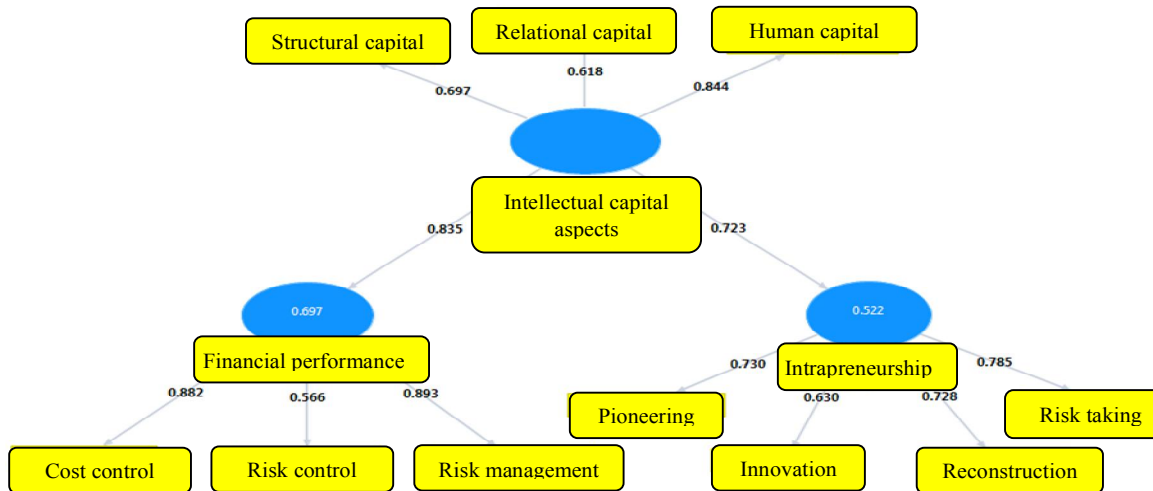 Structural capital
Relational capital
Human capital
0.697
0.618
0.844
Intellectual capital
aspects
0.835
0.723
0.697
0.522
Financial performance
Intrapreneurship
0.882
0.566
0.893
0.730
0.630
0.728
0.785
Cost control
Risk control
Risk management
Pioneering
Innovation
Reconstruction
Risk taking